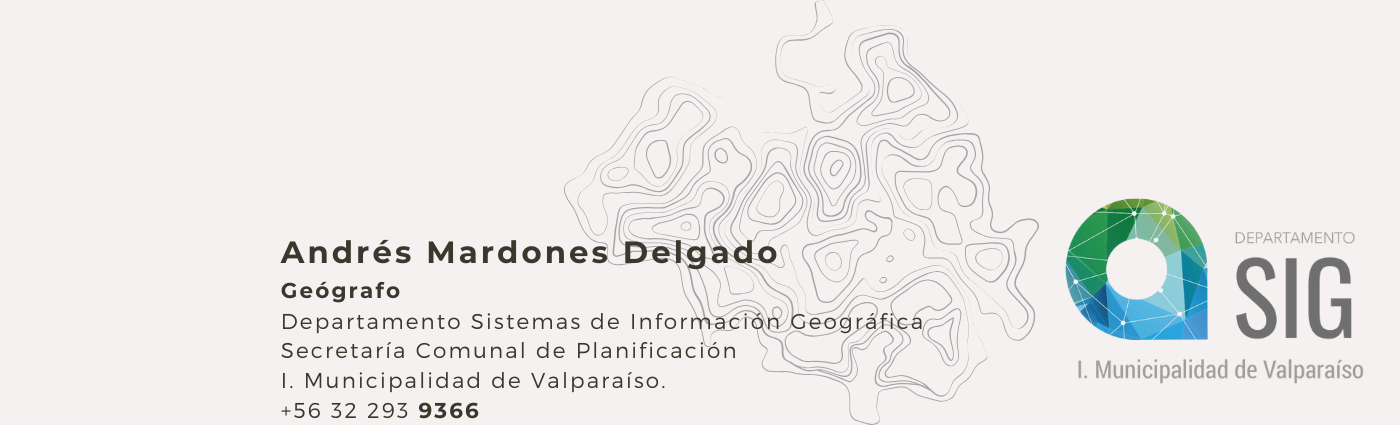 Andrés Mardones Delgado
Geógrafo
Departamento Sistemas de Información Geográfica
Secretaría Comunal de Planificación
I. Municipalidad de Valparaíso.
+56 32 293 9366
DEPARTAMENTO
SIG
I. Municipalidad de Valparaíso